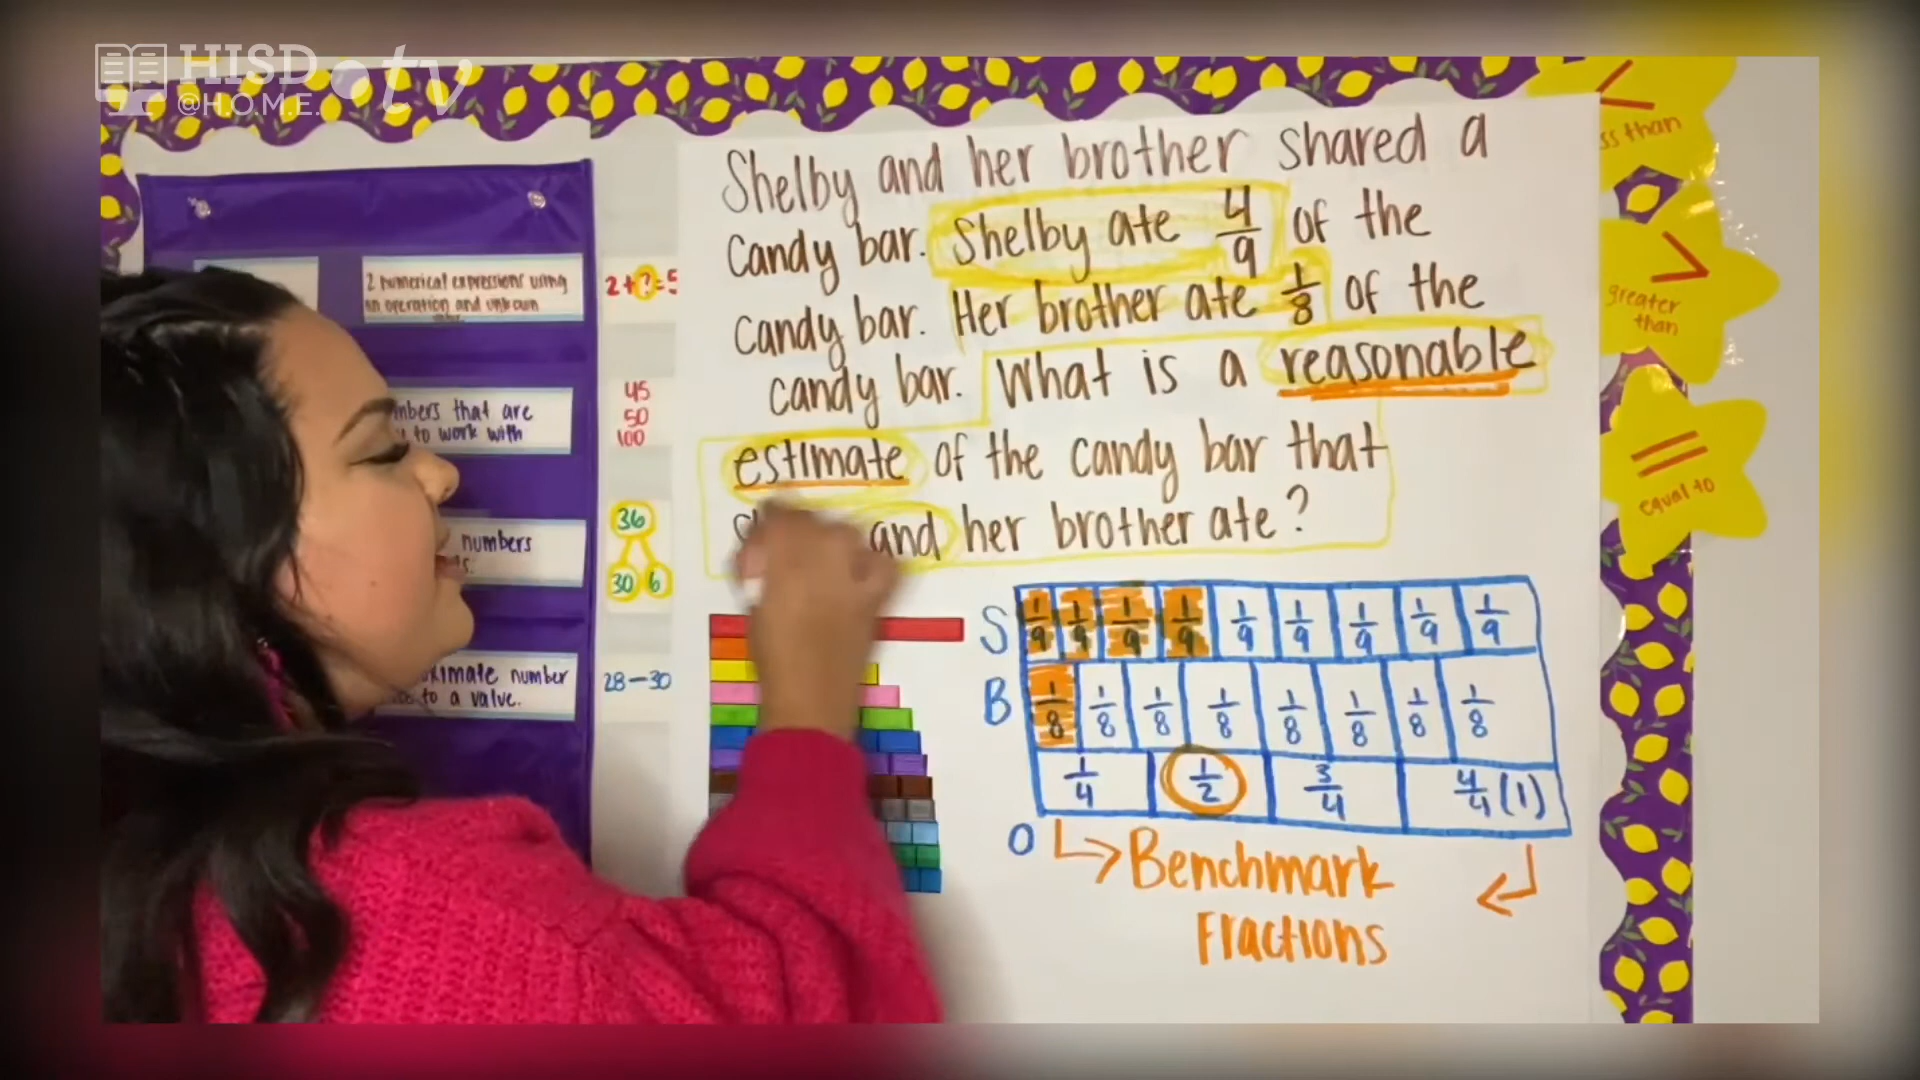 HISD
@H.O.M.E.
tv
2 numerical expressions using
an operation and unknown
2+?=5
numbers that are
to work with
45
50
100
numbers
36
30 6
approximate number
to a value.
28-30
Shelby and her brother shared a
candy bar. Shelby ate 4/9 of the
candy bar. Her brother ate 1/8 of the
candy bar. What is a reasonable
estimate of the candy bar that
and her brother ate?
S 1/9 1/9 1/9 1/9 1/9 1/9 1/9 1/9 1/9
B 1/8 1/8 1/8 1/8 1/8 1/8 1/8 1/8
1/4 1/2 3/4 4/4 (1)
0
Benchmark
Fractions
less than
greater
than
equal to